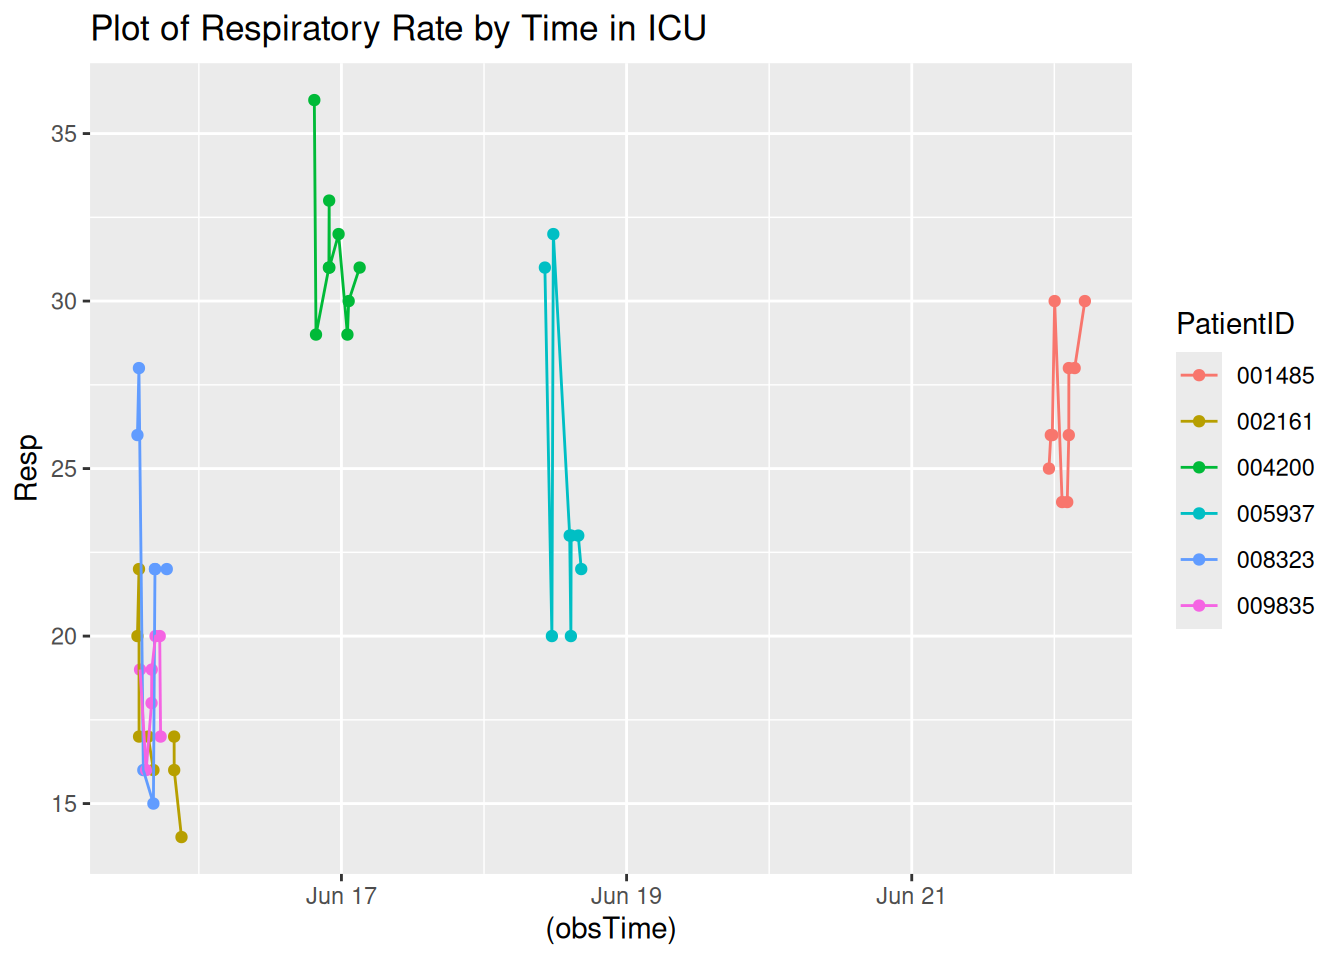 Plot of Respiratory Rate by Time in ICU
35
30
25
20
15
Resp
Jun 17
Jun 19
Jun 21
(obsTime)
PatientID
001485
002161
004200
005937
008323
009835